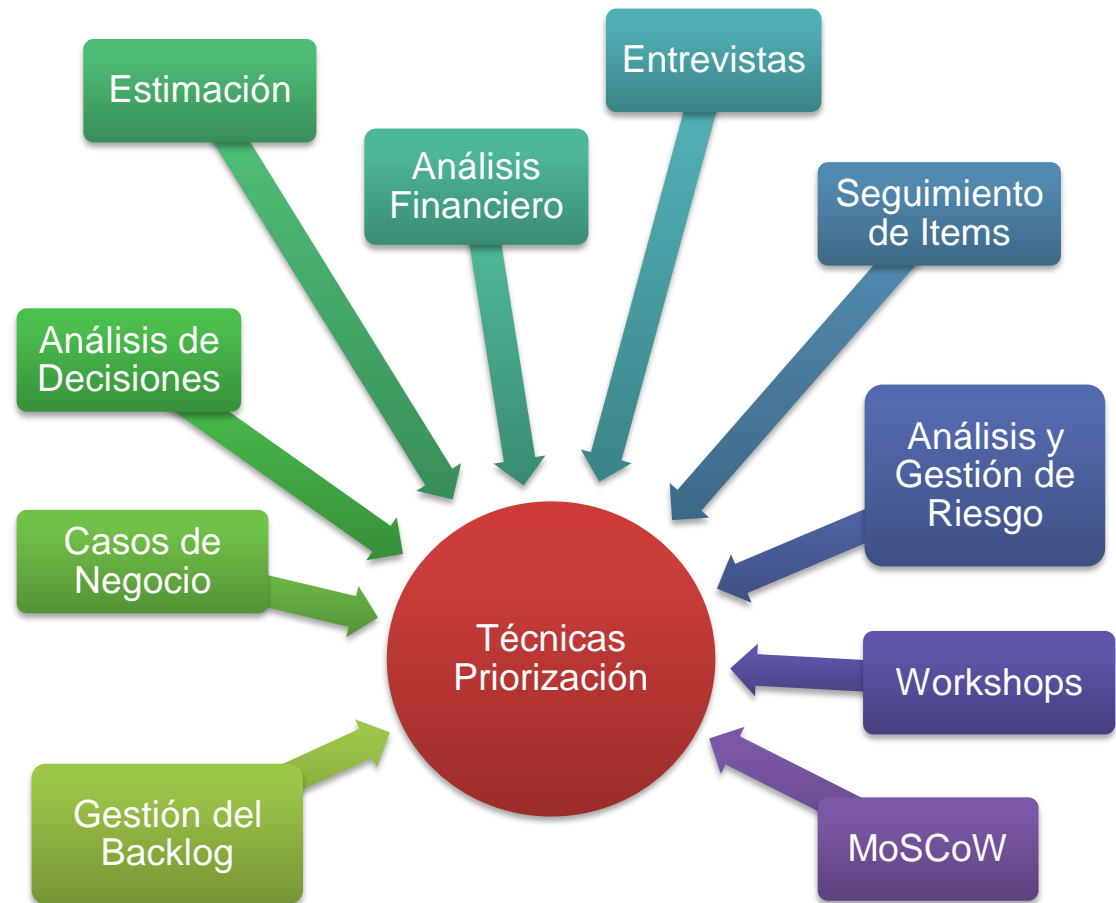 Estimación
Entrevistas
Análisis
Financiero
Seguimiento
de Items
Análisis de
Decisiones
Análisis y
Gestión de
Riesgo
Casos de
Negocio
Técnicas
Priorización
Workshops
Gestión del
Backlog
MoSCoW